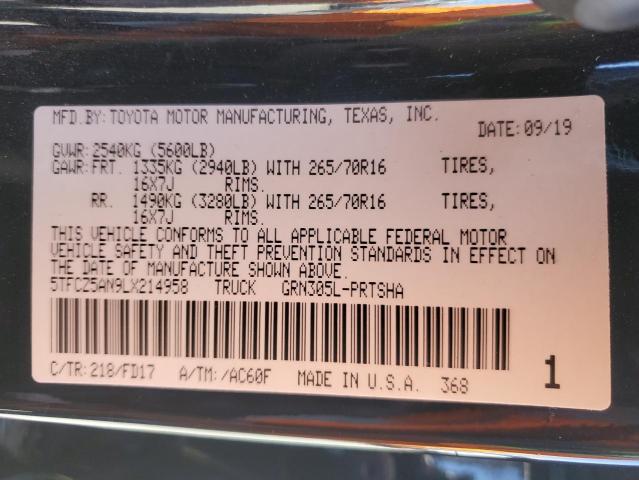 MFD.BY: TOYOTA MOTOR MANUFACTURING, TEXAS, INC.
DATE: 09/19
GVWR: 2540KG (5600LB)
GAWR: FRT. 1335KG (2940LB) WITH 265/70R16 TIRES,
16X7J RIMS.
RR. 1490KG (3280LB) WITH 265/70R16 TIRES,
16X7J RIMS.
THIS VEHICLE CONFORMS TO ALL APPLICABLE FEDERAL MOTOR
VEHICLE SAFETY AND THEFT PREVENTION STANDARDS IN EFFECT ON
THE DATE OF MANUFACTURE SHOWN ABOVE.
5TFCZ5AN9LX214958 TRUCK GRN305L-PRTSHA
C/TR: 218/FD17 A/TM: /AC60F MADE IN U.S.A. 368 1